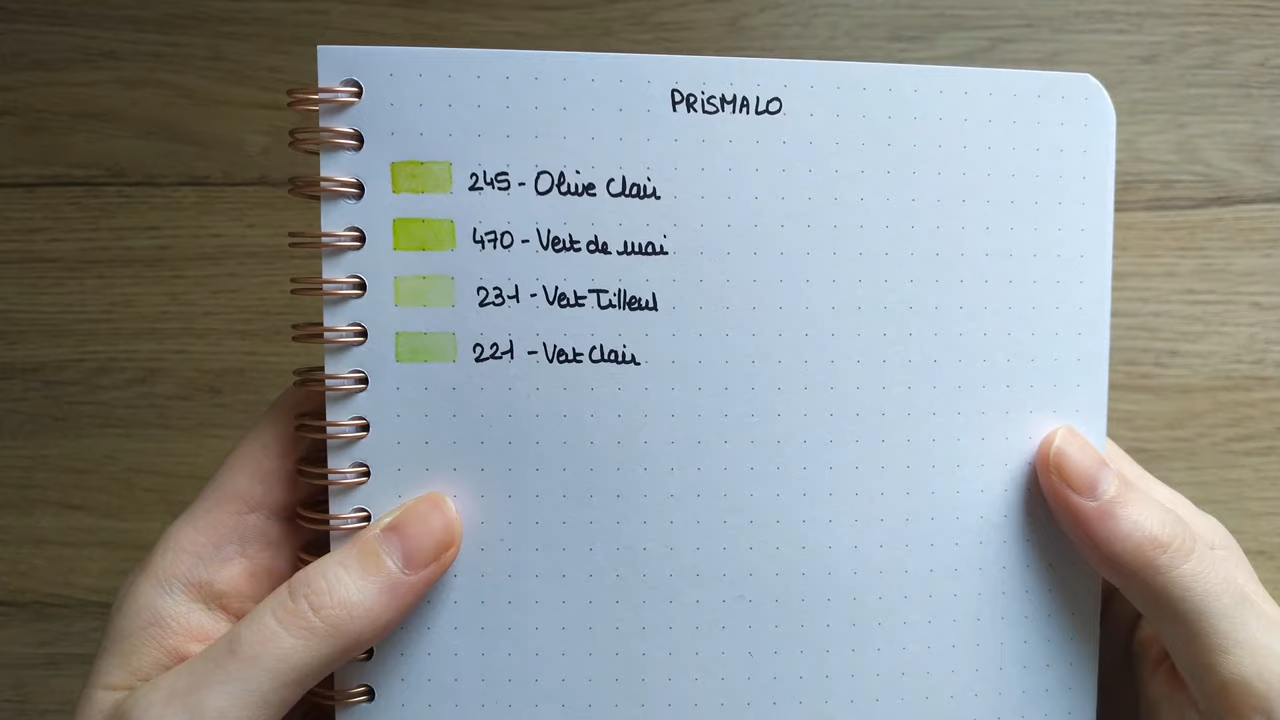 PRiSMALO
245 - Olive Clair
470 - Vert de mai
231 - Vert Tilleul
221 - Vert Clair